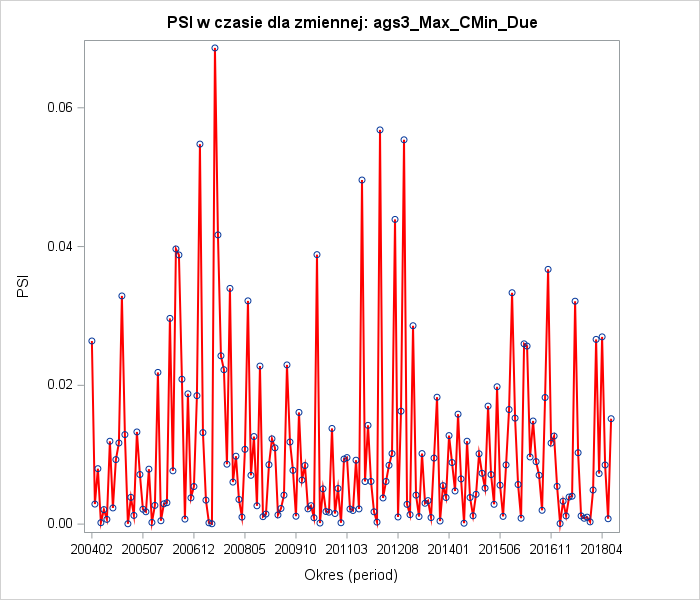 PSI w czasie dla zmiennej: ags3_Max_CMin_Due
0.06
0.04
0.02
0.00
PSI
200402 200507 200612 200805 200910 201103 201208 201401 201506 201611 201804
Okres (period)